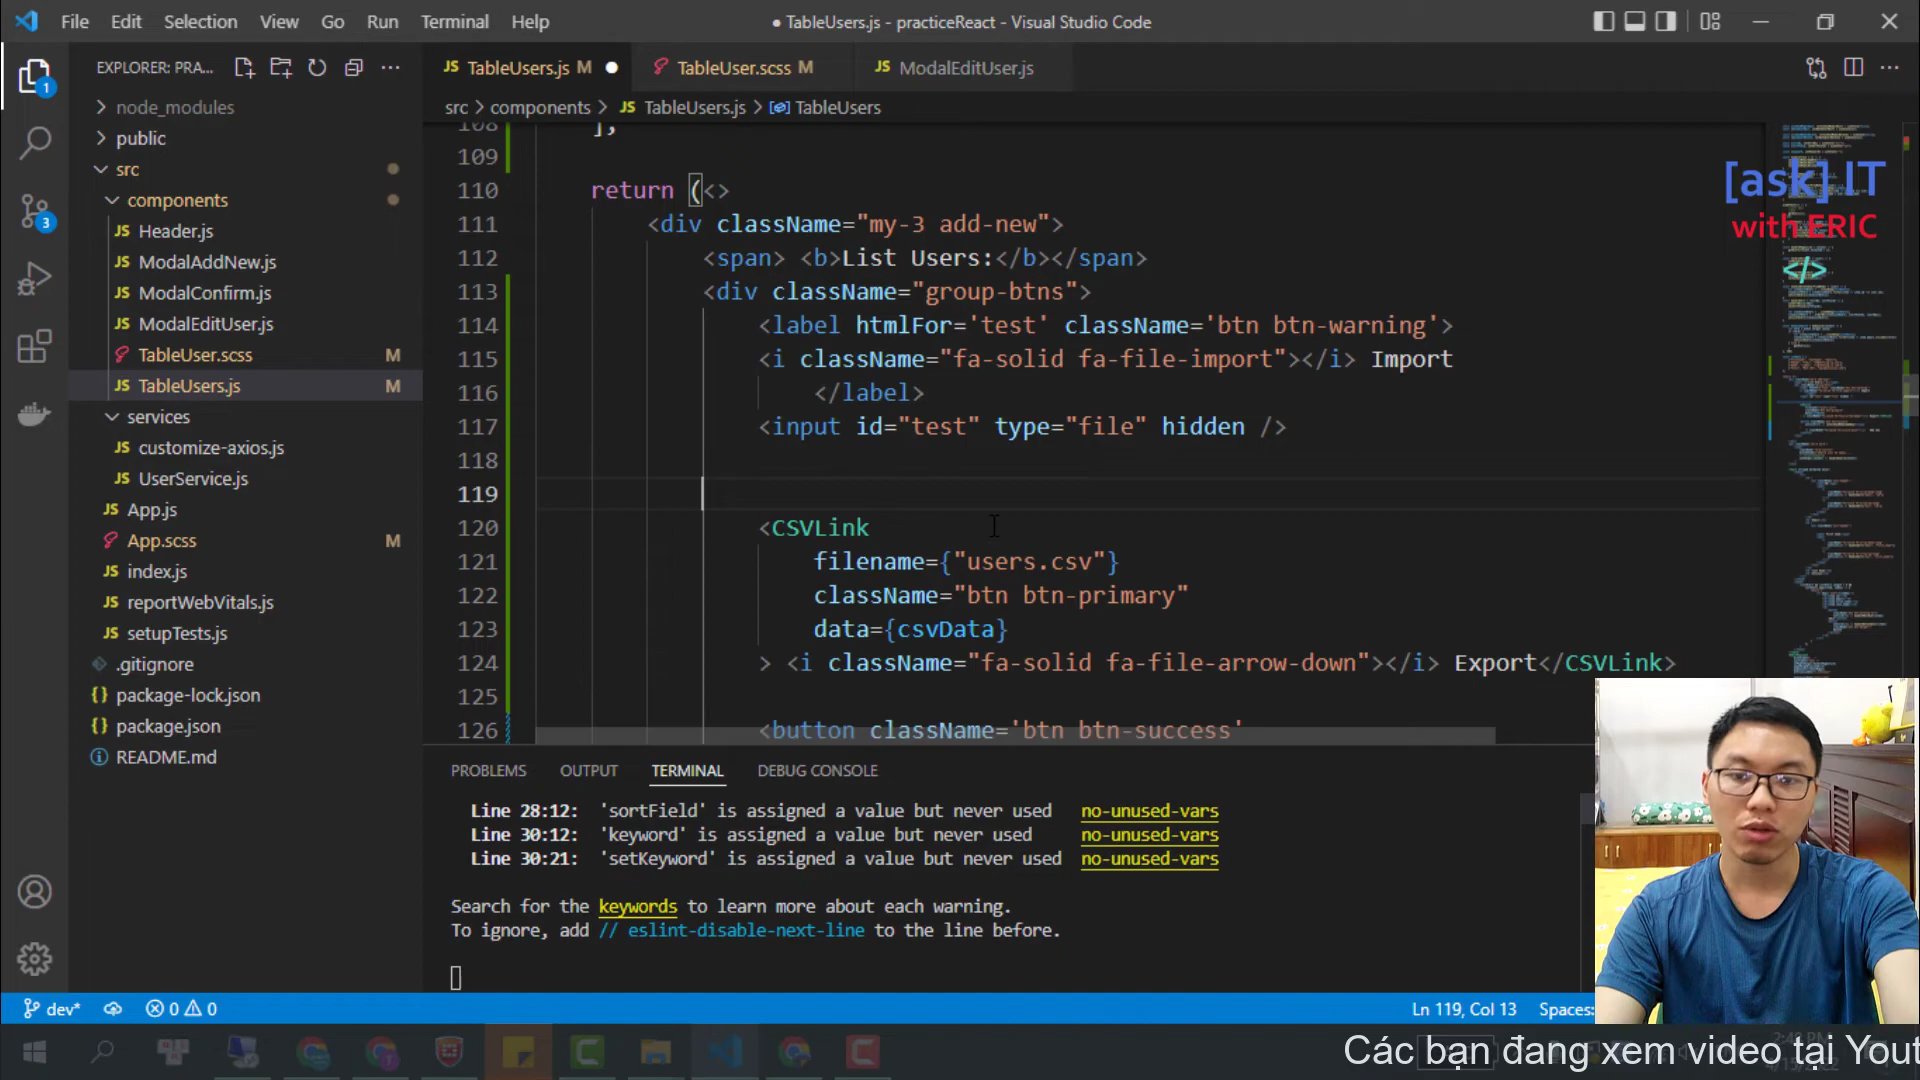 File Edit Selection View Go Run Terminal Help
● TableUsers.js - practiceReact - Visual Studio Code
EXPLORER: PRA...
node_modules
public
src
components
JS Header.js
JS ModalAddNew.js
JS ModalConfirm.js
JS ModalEditUser.js
TableUser.scss M
JS TableUsers.js M
services
JS customize-axios.js
JS UserService.js
JS App.js
App.scss M
JS index.js
JS reportWebVitals.js
JS setupTests.js
.gitignore
{} package-lock.json
{} package.json
README.md
1
3
JS TableUsers.js M ● TableUser.scss M JS ModalEditUser.js
src > components > JS TableUsers.js > TableUsers
108 ];
109
110 return (<>
111 <div className="my-3 add-new">
112 <span> <b>List Users:</b></span>
113 <div className="group-btns">
114 <label htmlFor='test' className='btn btn-warning'>
115 <i className="fa-solid fa-file-import"></i> Import
116 </label>
117 <input id="test" type="file" hidden />
118
119
120 <CSVLink
121 filename={"users.csv"}
122 className="btn btn-primary"
123 data={csvData}
124 > <i className="fa-solid fa-file-arrow-down"></i> Export</CSVLink>
125
126 <button className='btn btn-success'
[ask] IT
with ERIC
</>
PROBLEMS OUTPUT TERMINAL DEBUG CONSOLE
Line 28:12: 'sortField' is assigned a value but never used no-unused-vars
Line 30:12: 'keyword' is assigned a value but never used no-unused-vars
Line 30:21: 'setKeyword' is assigned a value but never used no-unused-vars
Search for the keywords to learn more about each warning.
To ignore, add // eslint-disable-next-line to the line before.
dev* 0 0 Ln 119, Col 13 Spaces:
Các bạn đang xem video tại Yout